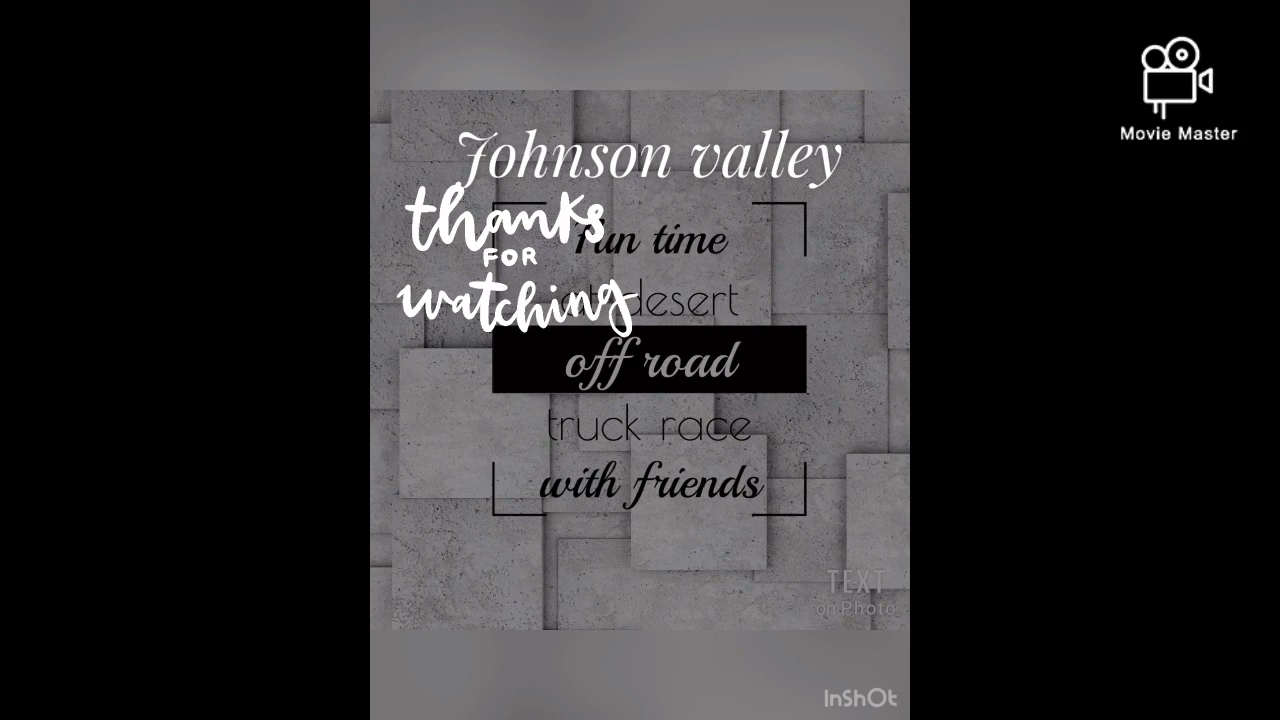 Movie Master
Johnson valley
thanks
FOR
watching
fun time
at desert
off road
truck race
with friends
TEXT
on Photo
InShOt